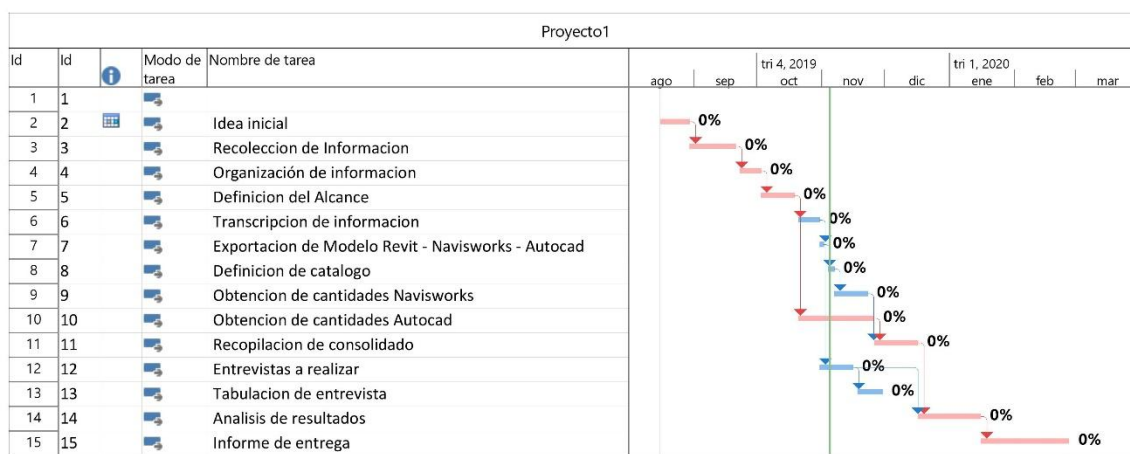 Proyecto1
Id Id Modo de tarea Nombre de tarea
tri 4, 2019 tri 1, 2020
ago sep oct nov dic ene feb mar
1 1
2 2 Idea inicial 0%
3 3 Recoleccion de Informacion 0%
4 4 Organización de informacion 0%
5 5 Definicion del Alcance 0%
6 6 Transcripcion de informacion 0%
7 7 Exportacion de Modelo Revit - Navisworks - Autocad 0%
8 8 Definicion de catalogo 0%
9 9 Obtencion de cantidades Navisworks 0%
10 10 Obtencion de cantidades Autocad 0%
11 11 Recopilacion de consolidado 0%
12 12 Entrevistas a realizar 0%
13 13 Tabulacion de entrevista 0%
14 14 Analisis de resultados 0%
15 15 Informe de entrega 0%